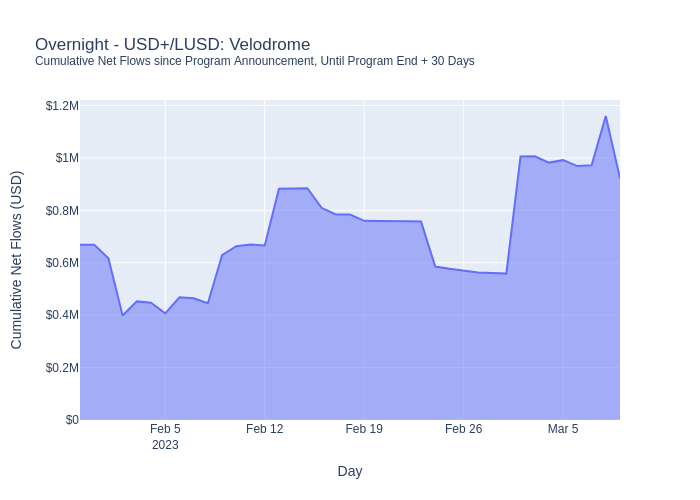 Overnight - USD+/LUSD: Velodrome
Cumulative Net Flows since Program Announcement, Until Program End + 30 Days
Cumulative Net Flows (USD)
$1.2M
$1M
$0.8M
$0.6M
$0.4M
$0.2M
$0
Feb 5
2023
Feb 12
Feb 19
Feb 26
Mar 5
Day